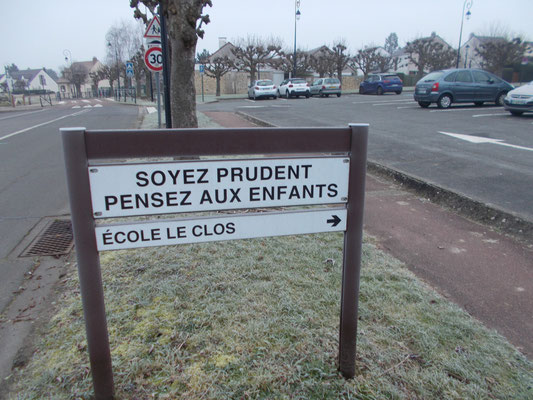 30
SOYEZ PRUDENT
PENSEZ AUX ENFANTS
ÉCOLE LE CLOS